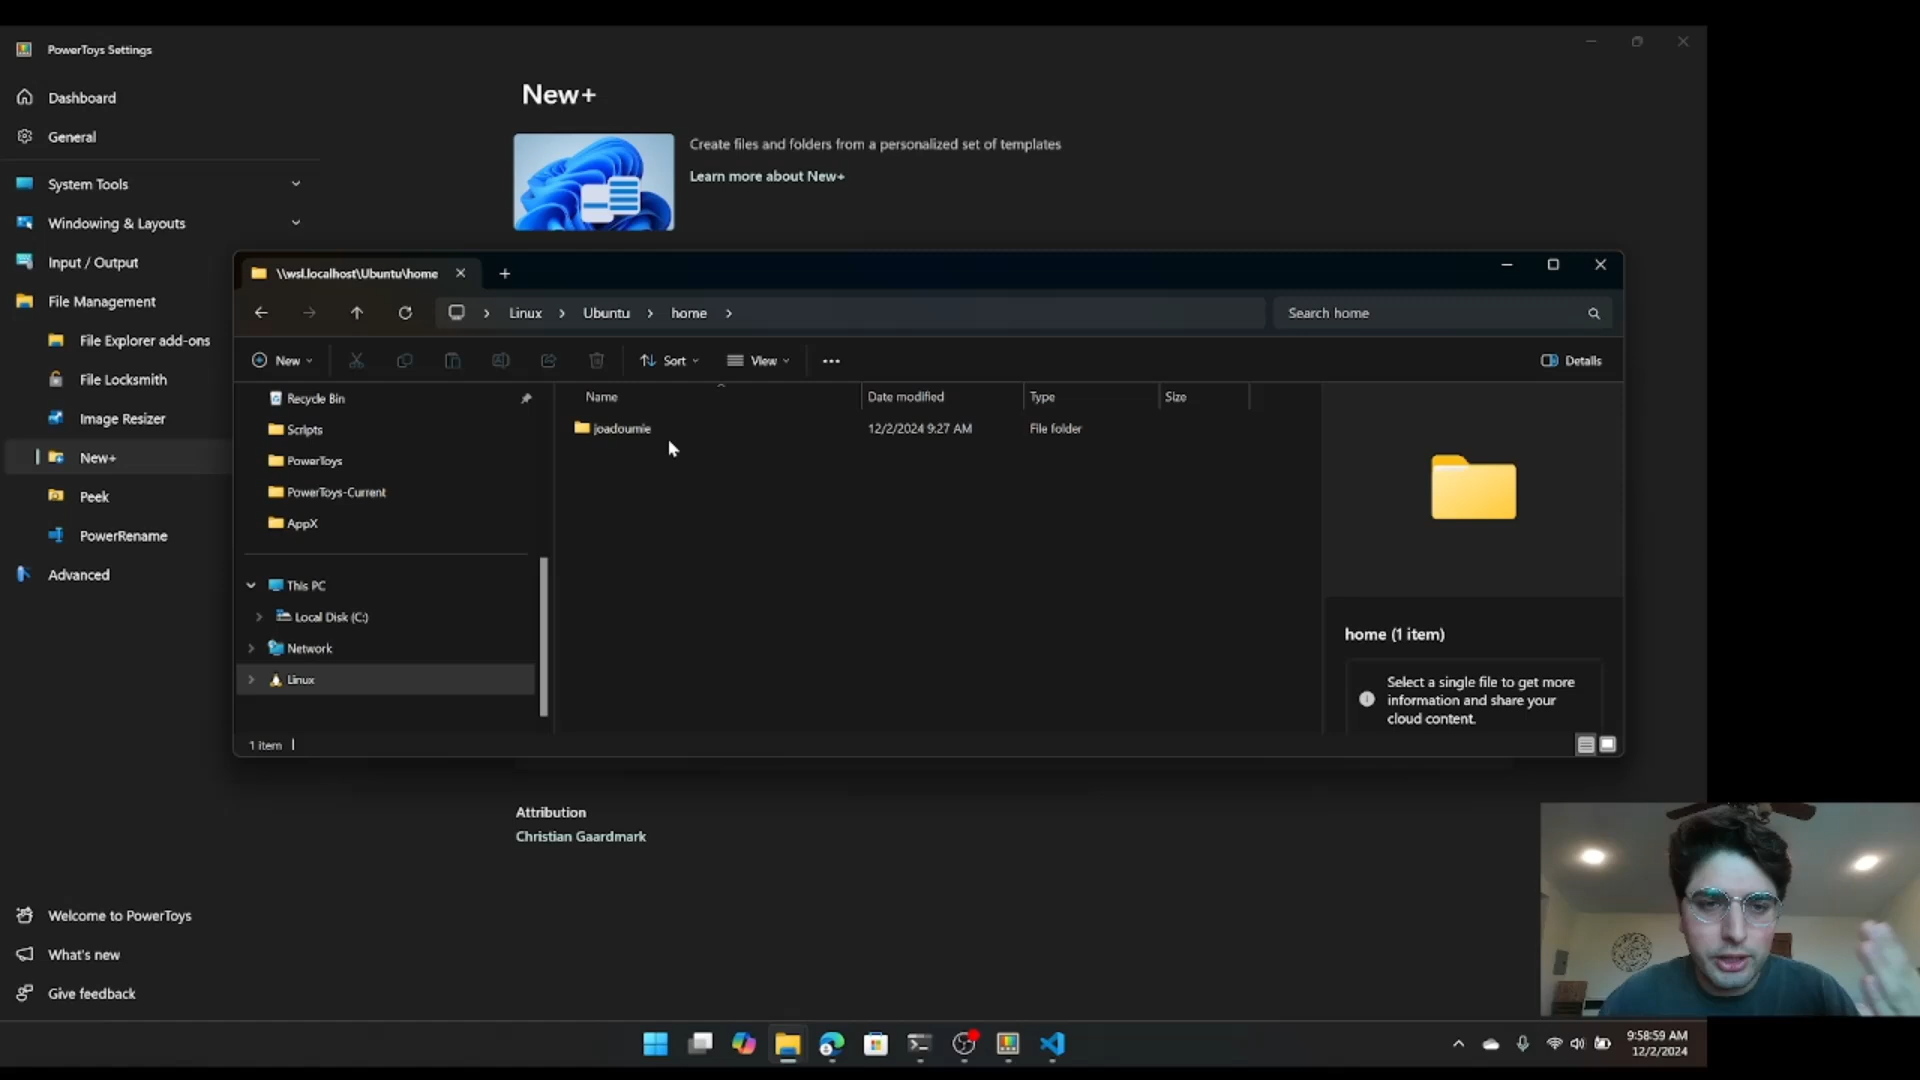 PowerToys Settings
Dashboard
General
System Tools
Windowing & Layouts
Input / Output
File Management
File Explorer add-ons
File Locksmith
Image Resizer
New+
Peek
PowerRename
Advanced
Welcome to PowerToys
What's new
Give feedback
New+
Create files and folders from a personalized set of templates
Learn more about New+
\\wsl.localhost\Ubuntu\home
Linux
Ubuntu
home
Search home
New
Sort
View
Details
Recycle Bin
Scripts
PowerToys
PowerToys-Current
AppX
This PC
Local Disk (C:)
Network
Linux
Name
Date modified
Type
Size
joadoumie
12/2/2024 9:27 AM
File folder
home (1 item)
Select a single file to get more
information and share your
cloud content.
1 item
Attribution
Christian Gaardmark
9:58:59 AM
12/2/2024